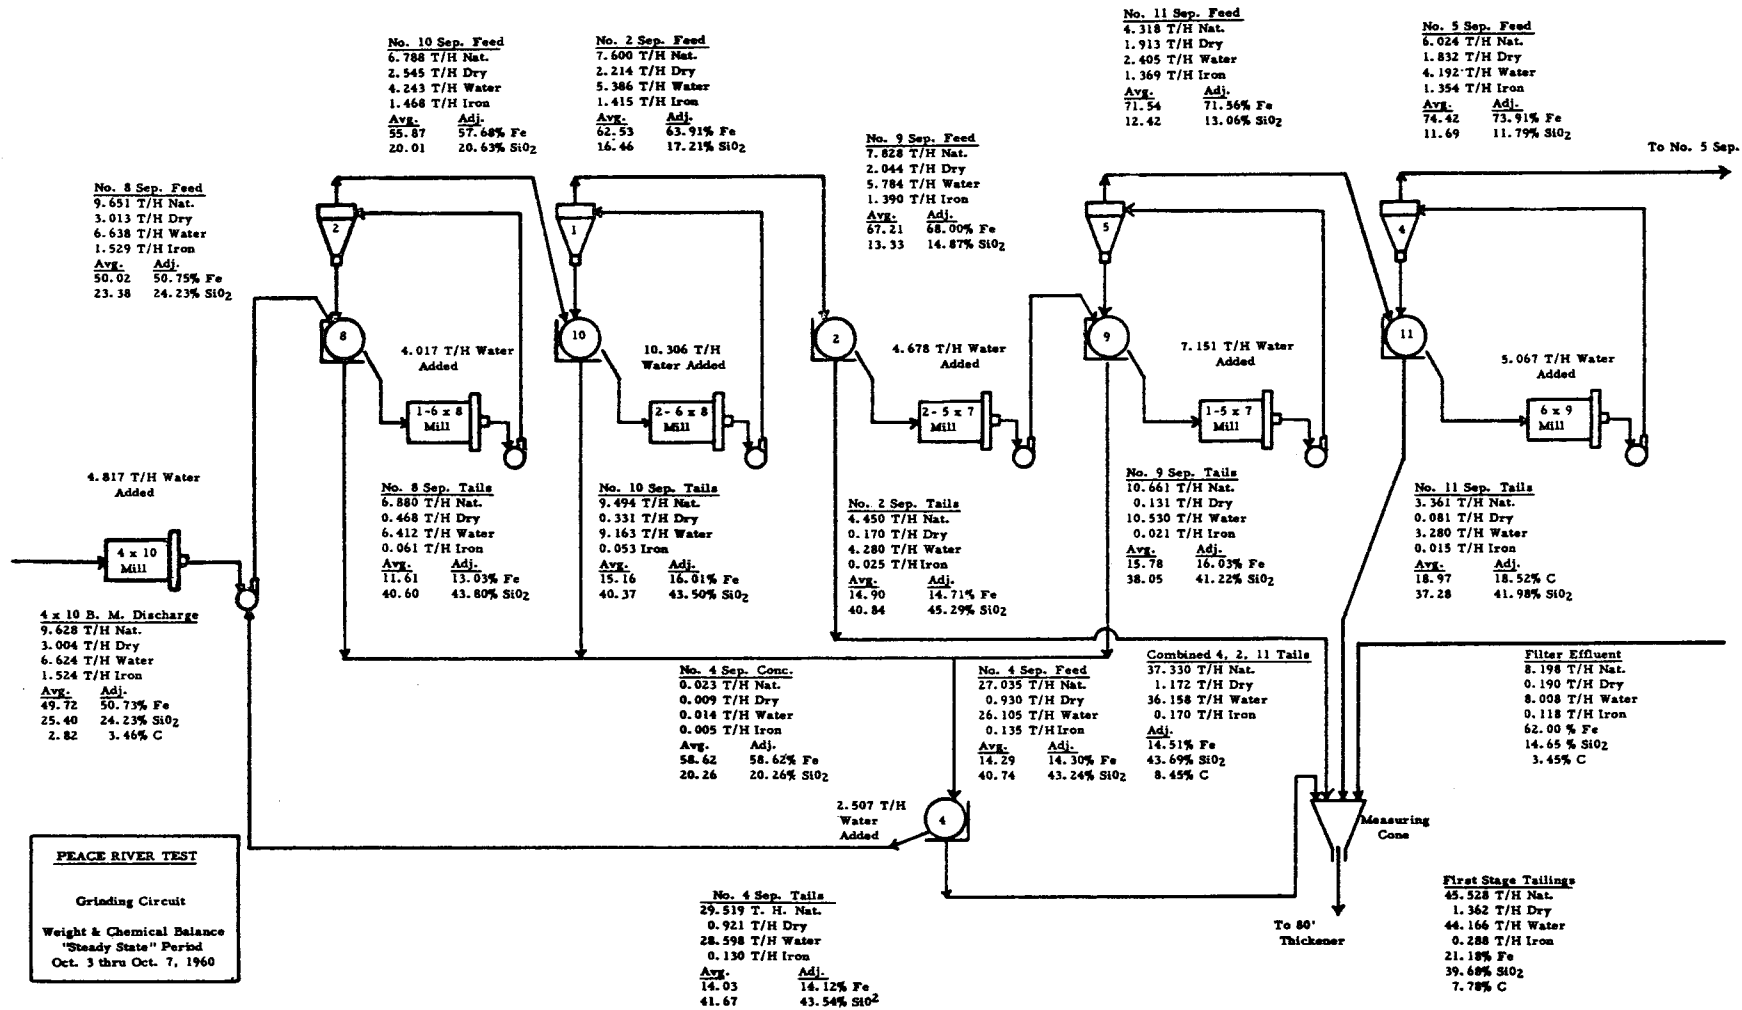 No. 10 Sep. Feed
6.788 T/H Nat.
2.545 T/H Dry
4.243 T/H Water
1.468 T/H Iron
Avg. Adj.
55.87 57.68% Fe
20.01 20.63% SiO2
No. 2 Sep. Feed
7.600 T/H Nat.
2.214 T/H Dry
5.386 T/H Water
1.415 T/H Iron
Avg. Adj.
62.53 63.91% Fe
16.46 17.21% SiO2
No. 11 Sep. Feed
4.318 T/H Nat.
1.913 T/H Dry
2.405 T/H Water
1.369 T/H Iron
Avg. Adj.
71.54 71.56% Fe
12.42 13.06% SiO2
No. 5 Sep. Feed
6.024 T/H Nat.
1.832 T/H Dry
4.192 T/H Water
1.354 T/H Iron
Avg. Adj.
74.42 73.91% Fe
11.69 11.79% SiO2
To No. 5 Sep.
No. 9 Sep. Feed
7.828 T/H Nat.
2.044 T/H Dry
5.784 T/H Water
1.390 T/H Iron
Avg. Adj.
67.21 68.00% Fe
13.33 14.87% SiO2
No. 8 Sep. Feed
9.651 T/H Nat.
3.013 T/H Dry
6.638 T/H Water
1.529 T/H Iron
Avg. Adj.
50.02 50.75% Fe
23.38 24.23% SiO2
2
1
5
4
8
10
2
9
11
4.017 T/H Water
Added
10.306 T/H
Water Added
4.678 T/H Water
Added
7.151 T/H Water
Added
5.067 T/H Water
Added
1-6 x 8
Mill
2-6 x 8
Mill
2-5 x 7
Mill
1-5 x 7
Mill
6 x 9
Mill
4.817 T/H Water
Added
4 x 10
Mill
No. 8 Sep. Tails
6.880 T/H Nat.
0.468 T/H Dry
6.412 T/H Water
0.061 T/H Iron
Avg. Adj.
11.61 13.03% Fe
40.60 43.80% SiO2
No. 10 Sep. Tails
9.494 T/H Nat.
0.331 T/H Dry
9.163 T/H Water
0.053 Iron
Avg. Adj.
15.16 16.01% Fe
40.37 43.50% SiO2
No. 2 Sep. Tails
4.450 T/H Nat.
0.170 T/H Dry
4.280 T/H Water
0.025 T/H Iron
Avg. Adj.
14.90 14.71% Fe
40.84 45.29% SiO2
No. 9 Sep. Tails
10.661 T/H Nat.
0.131 T/H Dry
10.530 T/H Water
0.021 T/H Iron
Avg. Adj.
15.78 16.03% Fe
38.05 41.22% SiO2
No. 11 Sep. Tails
3.361 T/H Nat.
0.081 T/H Dry
3.280 T/H Water
0.015 T/H Iron
Avg. Adj.
18.97 18.52% C
37.28 41.98% SiO2
4 x 10 B. M. Discharge
9.628 T/H Nat.
3.004 T/H Dry
6.624 T/H Water
1.524 T/H Iron
Avg. Adj.
49.72 50.73% Fe
25.40 24.23% SiO2
2.82 3.46% C
No. 4 Sep. Conc.
0.023 T/H Nat.
0.009 T/H Dry
0.014 T/H Water
0.005 T/H Iron
Avg. Adj.
58.62 58.62% Fe
20.26 20.26% SiO2
No. 4 Sep. Feed
27.035 T/H Nat.
0.930 T/H Dry
26.105 T/H Water
0.135 T/H Iron
Avg. Adj.
14.29 14.30% Fe
40.74 43.24% SiO2
Combined 4, 2, 11 Tails
37.330 T/H Nat.
1.172 T/H Dry
36.158 T/H Water
0.170 T/H Iron
Adj.
14.51% Fe
43.69% SiO2
8.45% C
Filter Effluent
8.198 T/H Nat.
0.190 T/H Dry
8.008 T/H Water
0.118 T/H Iron
62.00 % Fe
14.65 % SiO2
3.45% C
2.507 T/H
Water
Added
4
Measuring
Cone
PEACE RIVER TEST
Grinding Circuit
Weight & Chemical Balance
"Steady State" Period
Oct. 3 thru Oct. 7, 1960
No. 4 Sep. Tails
29.519 T. H. Nat.
0.921 T/H Dry
28.598 T/H Water
0.130 T/H Iron
Avg. Adj.
14.03 14.12% Fe
41.67 43.54% SiO2
To 80'
Thickener
First Stage Tailings
45.528 T/H Nat.
1.362 T/H Dry
44.166 T/H Water
0.288 T/H Iron
21.18% Fe
39.68% SiO2
7.78% C